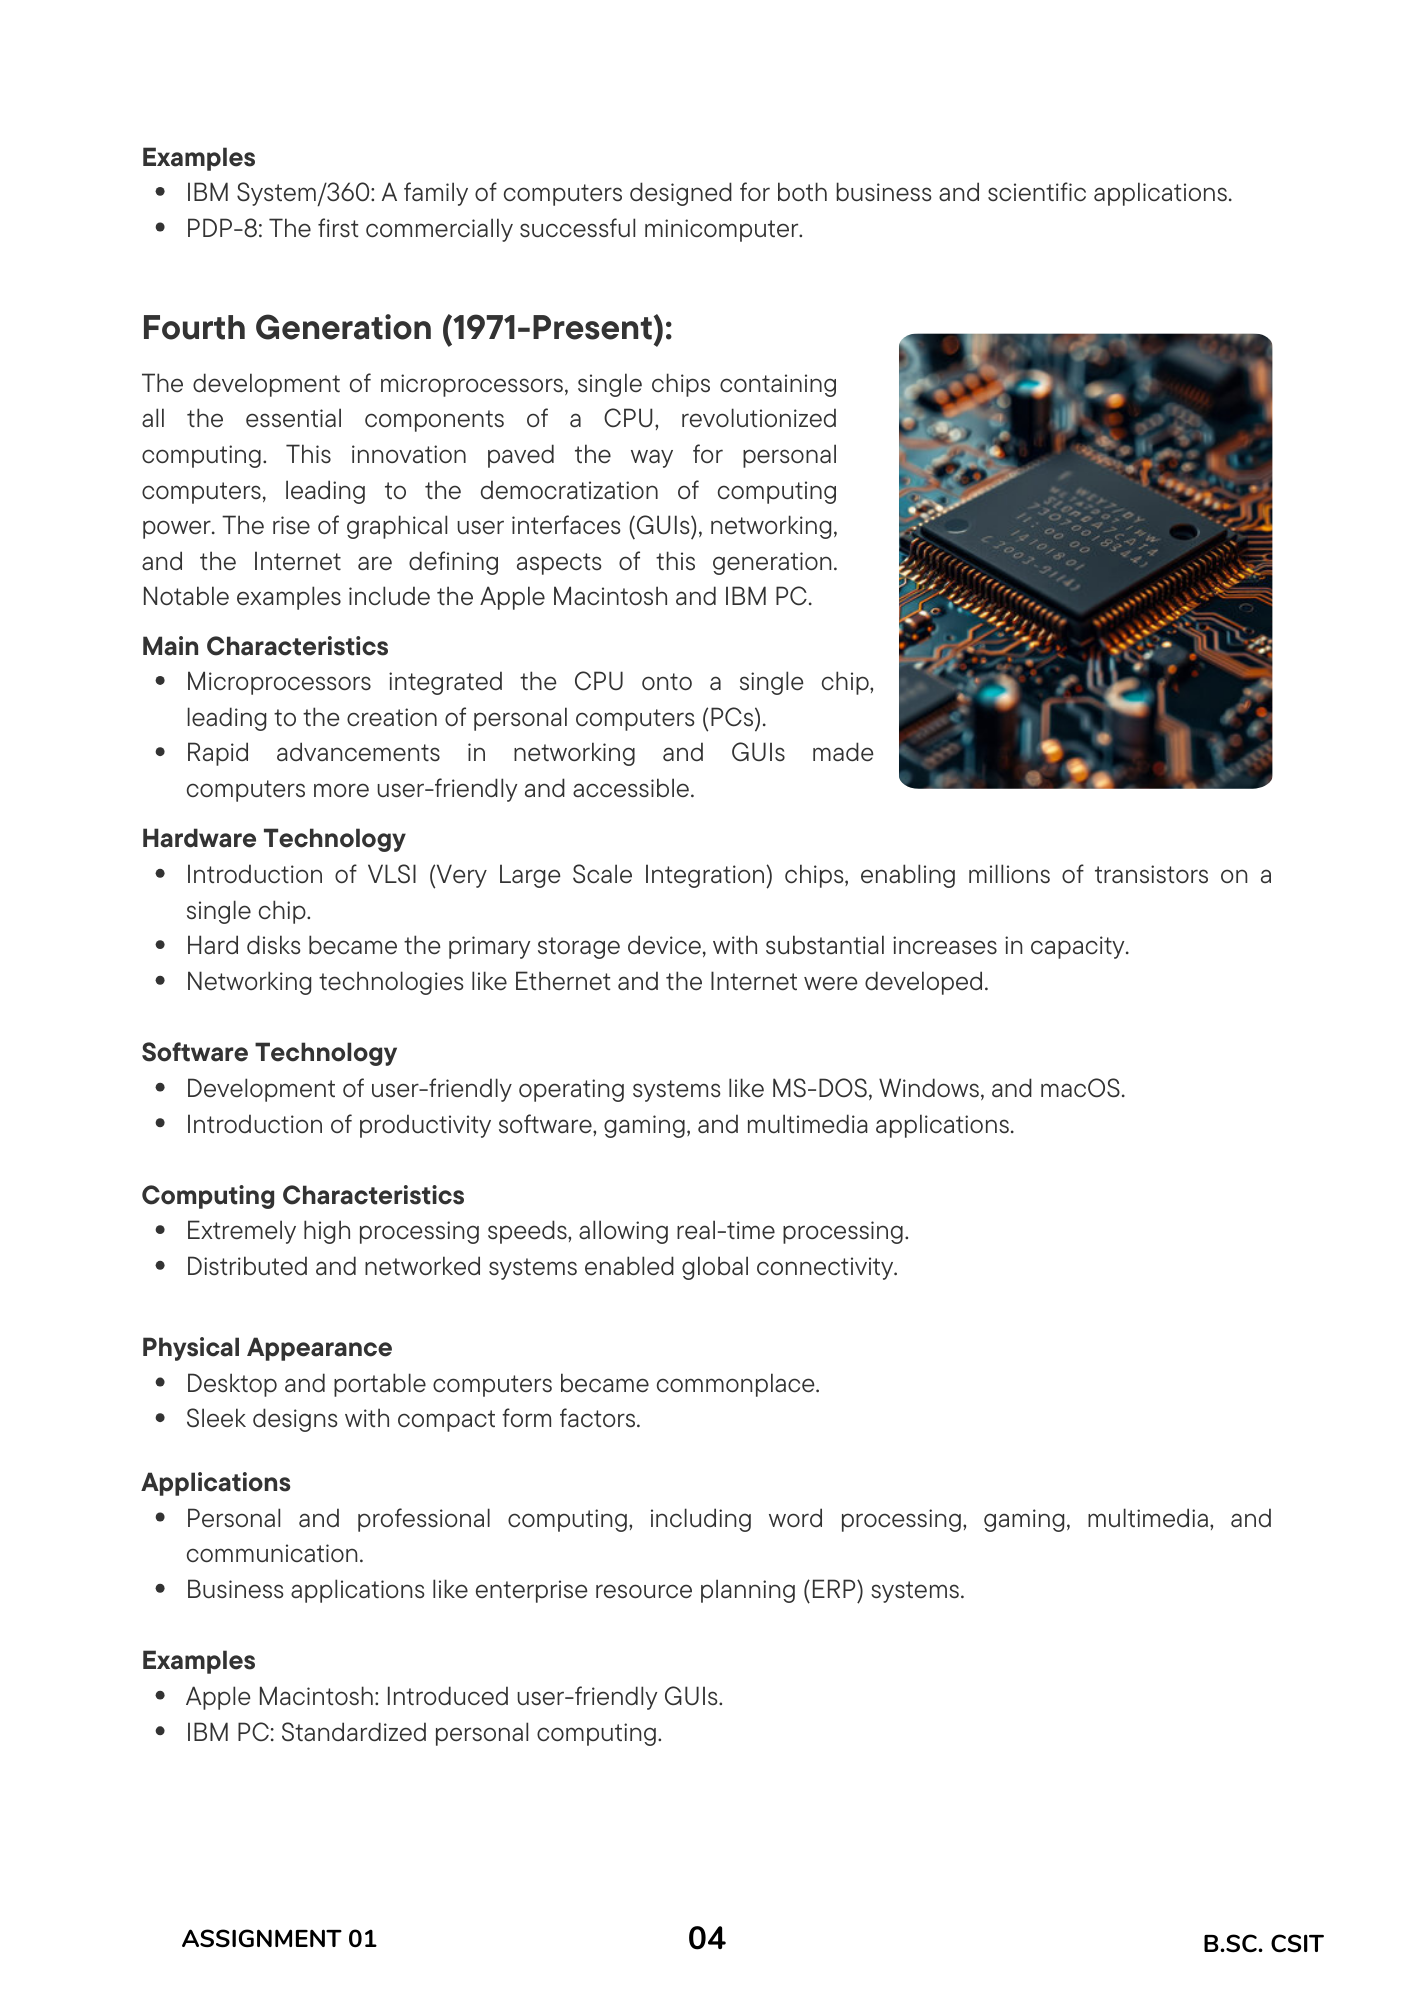 Examples
• IBM System/360: A family of computers designed for both business and scientific applications.
• PDP-8: The first commercially successful minicomputer.
Fourth Generation (1971-Present):
The development of microprocessors, single chips containing
all the essential components of a CPU, revolutionized
computing. This innovation paved the way for personal
computers, leading to the democratization of computing
power. The rise of graphical user interfaces (GUIs), networking,
and the Internet are defining aspects of this generation.
Notable examples include the Apple Macintosh and IBM PC.
Main Characteristics
• Microprocessors integrated the CPU onto a single chip,
leading to the creation of personal computers (PCs).
• Rapid advancements in networking and GUIs made
computers more user-friendly and accessible.
Hardware Technology
• Introduction of VLSI (Very Large Scale Integration) chips, enabling millions of transistors on a
single chip.
• Hard disks became the primary storage device, with substantial increases in capacity.
• Networking technologies like Ethernet and the Internet were developed.
Software Technology
• Development of user-friendly operating systems like MS-DOS, Windows, and macOS.
• Introduction of productivity software, gaming, and multimedia applications.
Computing Characteristics
• Extremely high processing speeds, allowing real-time processing.
• Distributed and networked systems enabled global connectivity.
Physical Appearance
• Desktop and portable computers became commonplace.
• Sleek designs with compact form factors.
Applications
• Personal and professional computing, including word processing, gaming, multimedia, and
communication.
• Business applications like enterprise resource planning (ERP) systems.
Examples
• Apple Macintosh: Introduced user-friendly GUIs.
• IBM PC: Standardized personal computing.
ASSIGNMENT 01
04
B.SC. CSIT